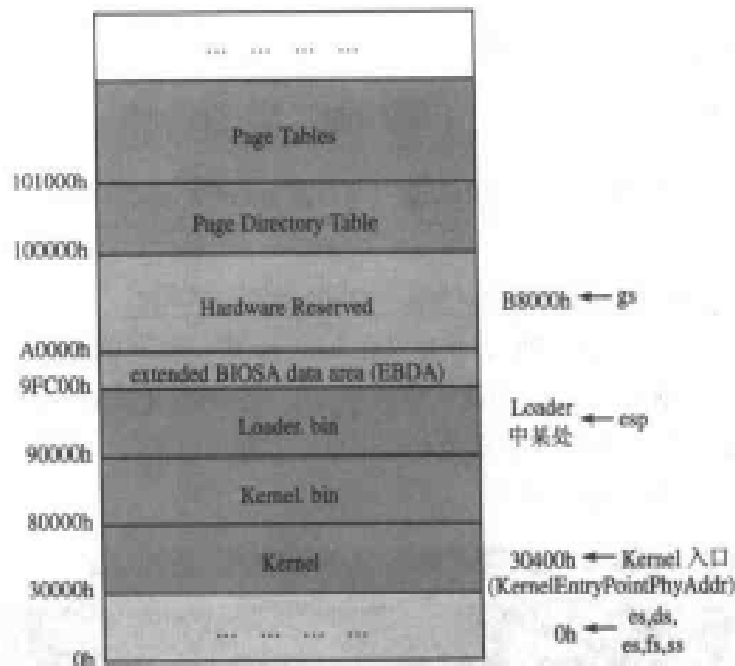 ... ... ... ...
Page Tables
101000h
Page Directory Table
100000h
Hardware Reserved
B8000h ← gs
A0000h
extended BIOSA data area (EBDA)
9FC00h
Loader. bin
Loader
中某处 ← esp
90000h
Kernel. bin
80000h
Kernel
30400h ← Kernel 入口
(KernelEntryPointPhyAddr)
30000h
... ... ... ...
0h ← es,ds,
es,fs,ss
0h